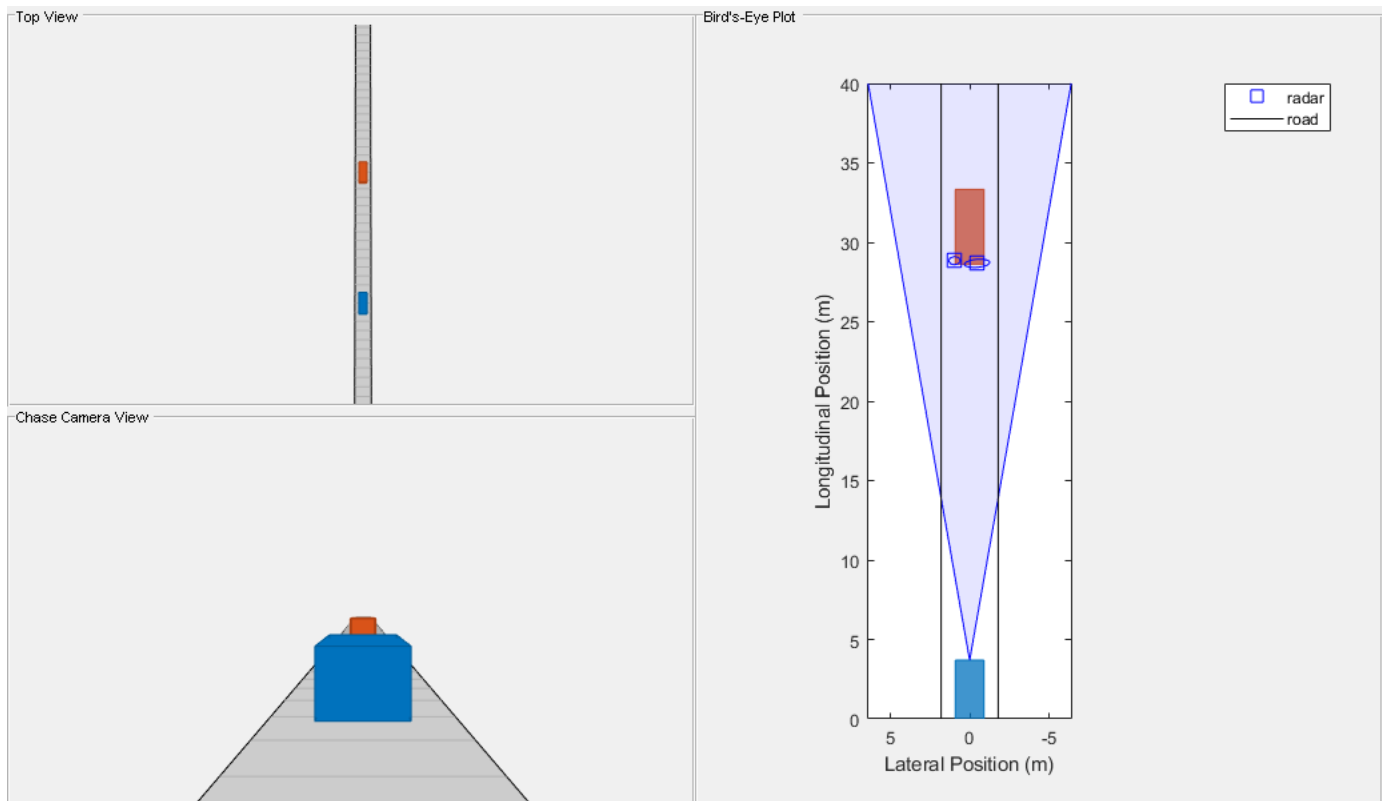 Top View
Chase Camera View
Bird's-Eye Plot
40
35
30
25
20
15
10
5
0
5 0 -5
Longitudinal Position (m)
Lateral Position (m)
radar
road